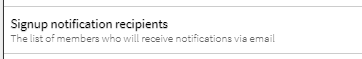 Signup notification recipients
The list of members who will receive notifications via email